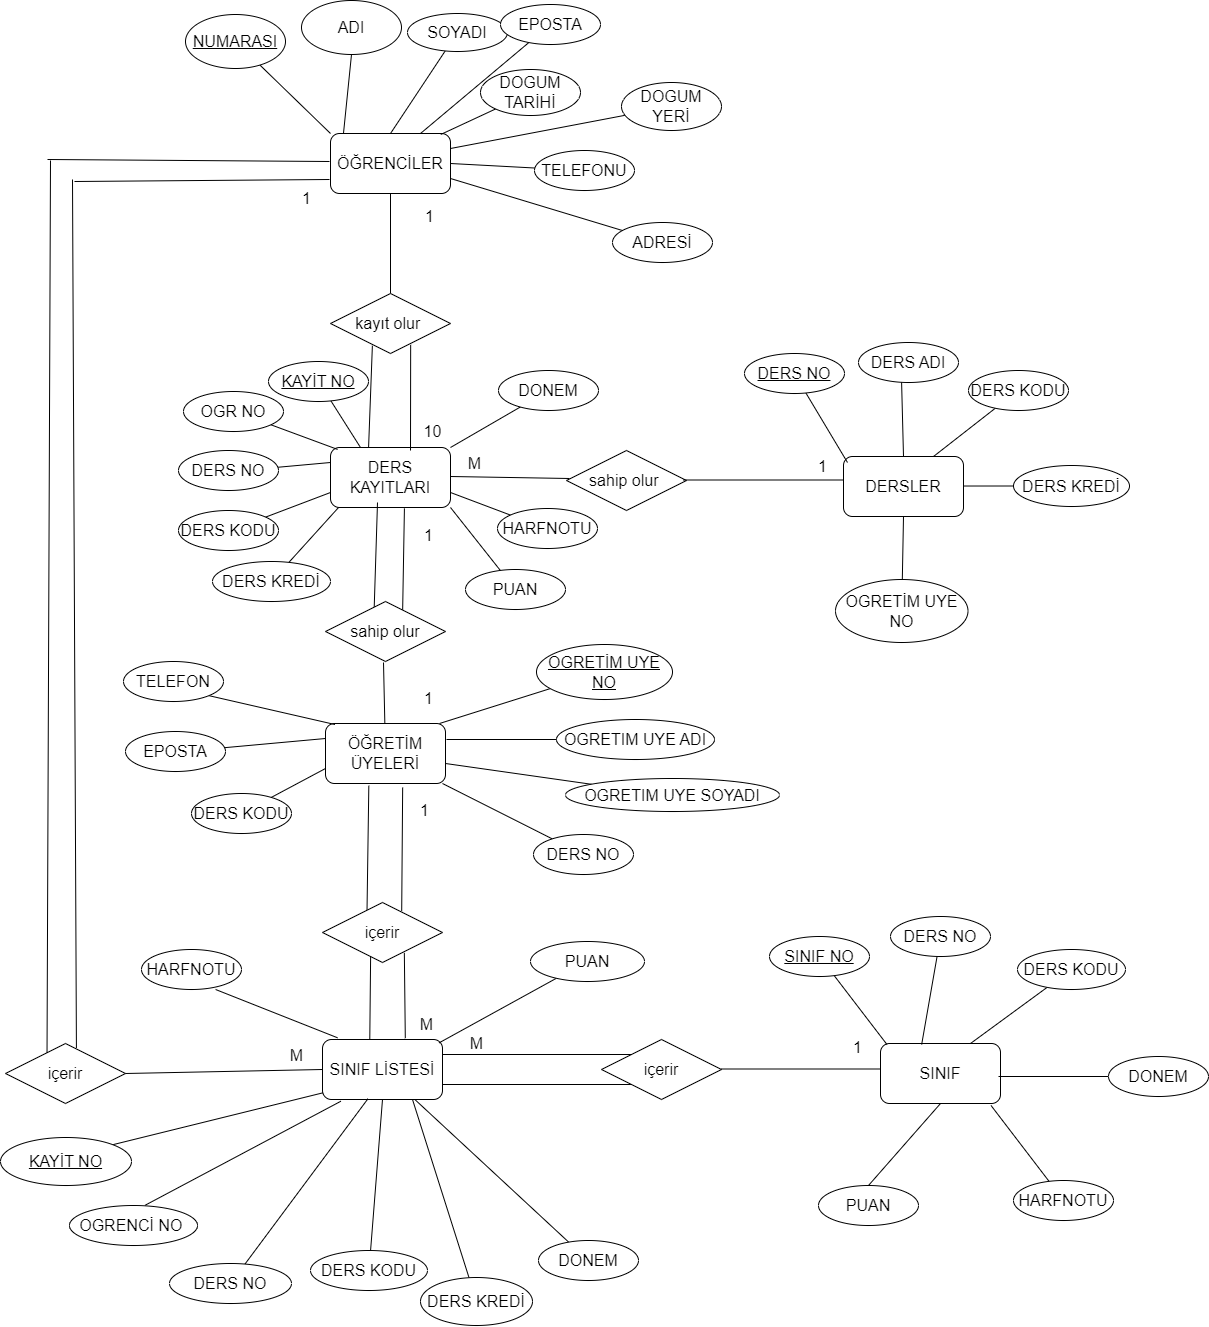 NUMARASI
ADI
SOYADI
EPOSTA
DOGUM
TARİHİ
DOGUM
YERİ
ÖĞRENCİLER
TELEFONU
1
1
ADRESİ
kayıt olur
KAYİT NO
DONEM
DERS NO
DERS ADI
DERS KODU
OGR NO
10
DERS NO
DERS
KAYITLARI
M
sahip olur
1
DERSLER
DERS KREDİ
DERS KODU
1
HARFNOTU
DERS KREDİ
PUAN
OGRETİM UYE
NO
sahip olur
TELEFON
1
OGRETİM UYE
NO
EPOSTA
ÖĞRETİM
ÜYELERİ
OGRETIM UYE ADI
DERS KODU
1
OGRETIM UYE SOYADI
DERS NO
içerir
HARFNOTU
PUAN
SINIF NO
DERS NO
DERS KODU
M
M
M
1
içerir
SINIF LİSTESİ
içerir
SINIF
DONEM
KAYİT NO
OGRENCİ NO
PUAN
HARFNOTU
DERS NO
DERS KODU
DERS KREDİ
DONEM